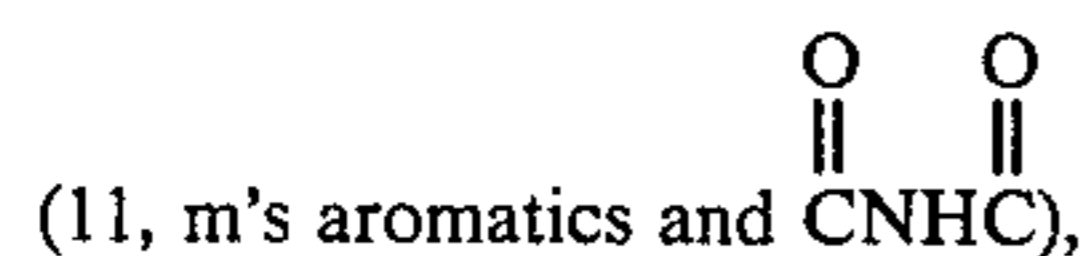 O O
(11, m's aromatics and CNHC),